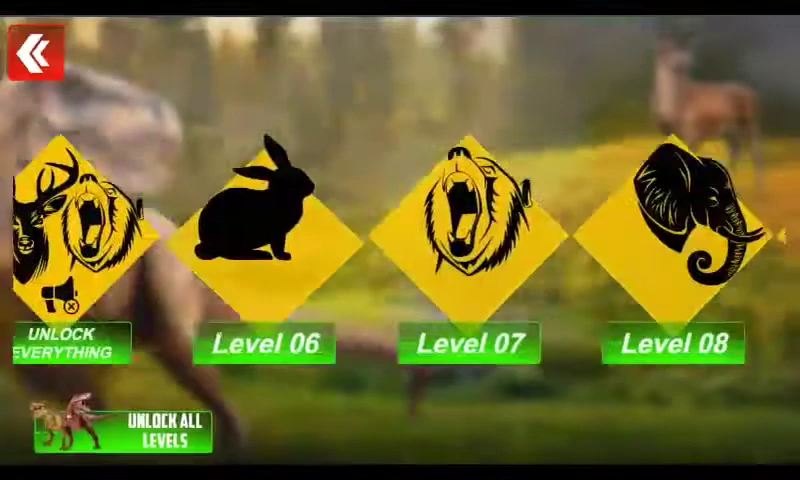 UNLOCK
EVERYTHING
Level 06
Level 07
Level 08
UNLOCK ALL
LEVELS